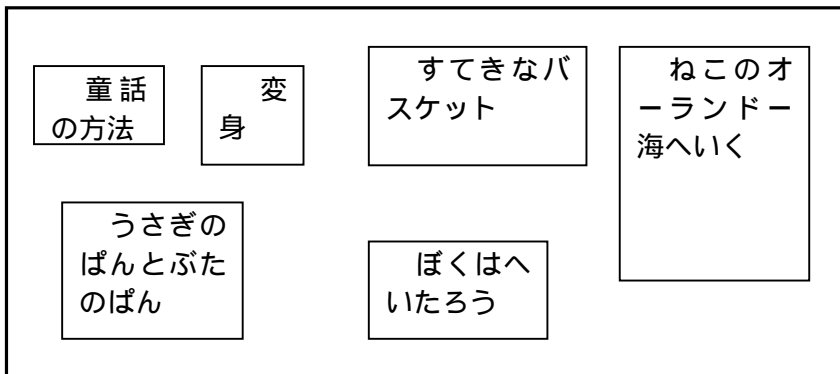 童話
の方法
変
身
すてきなバ
スケット
ねこのオ
ーランドー
海へいく
うさぎの
ぱんとぶた
のぱん
ぼくはへ
いたろう